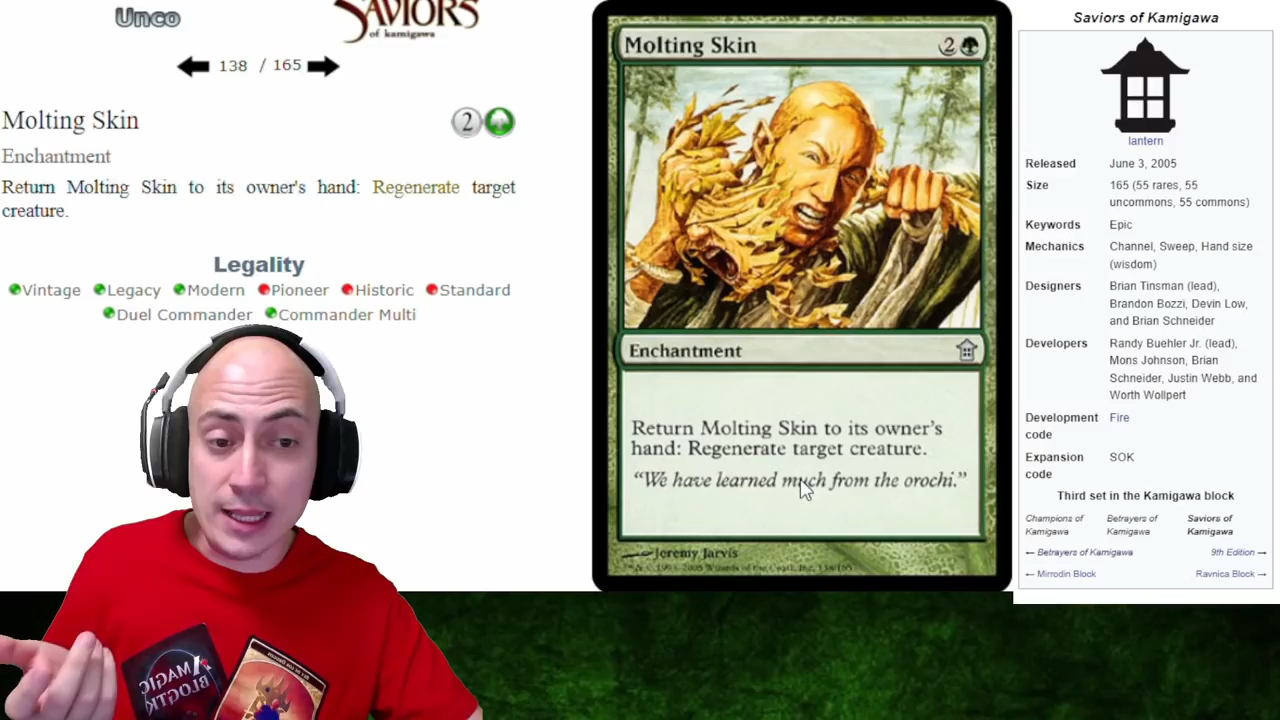 Unco
SAVIORS
of kamigawa
138 / 165
Molting Skin
2
Enchantment
Return Molting Skin to its owner's hand: Regenerate target
creature.
Legality
Vintage Legacy Modern Pioneer Historic Standard
Duel Commander Commander Multi
Molting Skin 2
Enchantment
Return Molting Skin to its owner's
hand: Regenerate target creature.
"We have learned much from the orochi."
Jeremy Jarvis
Saviors of Kamigawa
lantern
Released June 3, 2005
Size 165 (55 rares, 55
uncommons, 55 commons)
Keywords Epic
Mechanics Channel, Sweep, Hand size
(wisdom)
Designers Brian Tinsman (lead),
Brandon Bozzi, Devin Low,
and Brian Schneider
Developers Randy Buehler Jr. (lead),
Mons Johnson, Brian
Schneider, Justin Webb, and
Worth Wollpert
Development Fire
code
Expansion SOK
code
Third set in the Kamigawa block
Champions of Betrayers of Saviors of
Kamigawa Kamigawa Kamigawa
← Betrayers of Kamigawa 9th Edition →
← Mirrodin Block Ravnica Block →
MAGIC